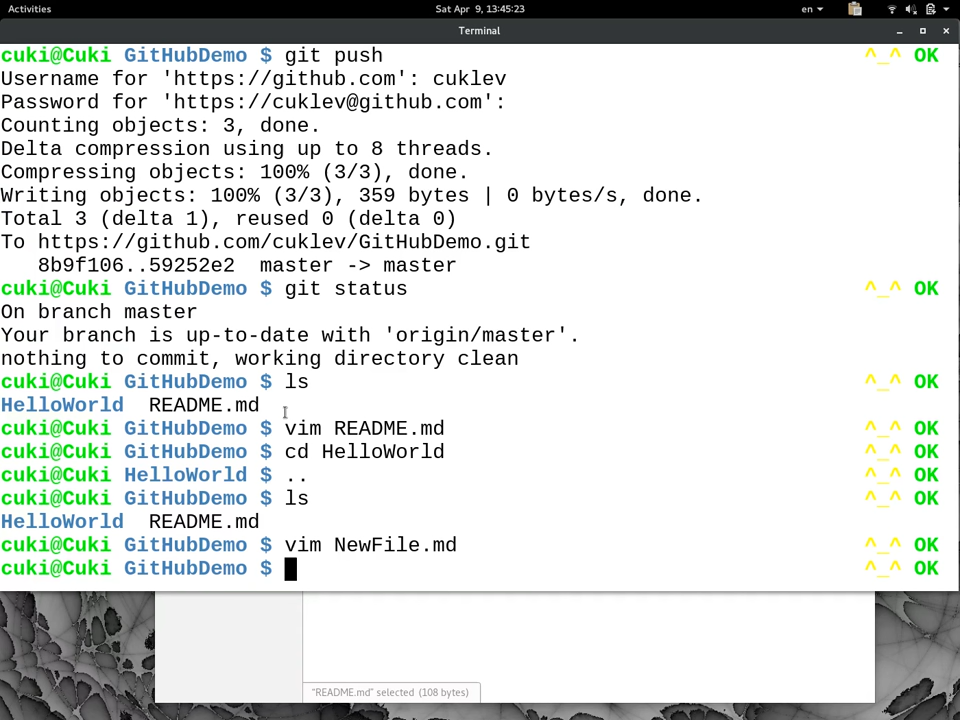 Activities Sat Apr 9, 13:45:23 en
Terminal
cuki@Cuki GitHubDemo $ git push ^_^ OK
Username for 'https://github.com': cuklev
Password for 'https://cuklev@github.com':
Counting objects: 3, done.
Delta compression using up to 8 threads.
Compressing objects: 100% (3/3), done.
Writing objects: 100% (3/3), 359 bytes | 0 bytes/s, done.
Total 3 (delta 1), reused 0 (delta 0)
To https://github.com/cuklev/GitHubDemo.git
   8b9f106..59252e2  master -> master
cuki@Cuki GitHubDemo $ git status ^_^ OK
On branch master
Your branch is up-to-date with 'origin/master'.
nothing to commit, working directory clean
cuki@Cuki GitHubDemo $ ls ^_^ OK
HelloWorld  README.md
cuki@Cuki GitHubDemo $ vim README.md ^_^ OK
cuki@Cuki GitHubDemo $ cd HelloWorld ^_^ OK
cuki@Cuki HelloWorld $ .. ^_^ OK
cuki@Cuki GitHubDemo $ ls ^_^ OK
HelloWorld  README.md
cuki@Cuki GitHubDemo $ vim NewFile.md ^_^ OK
cuki@Cuki GitHubDemo $ ^_^ OK
"README.md" selected (108 bytes)